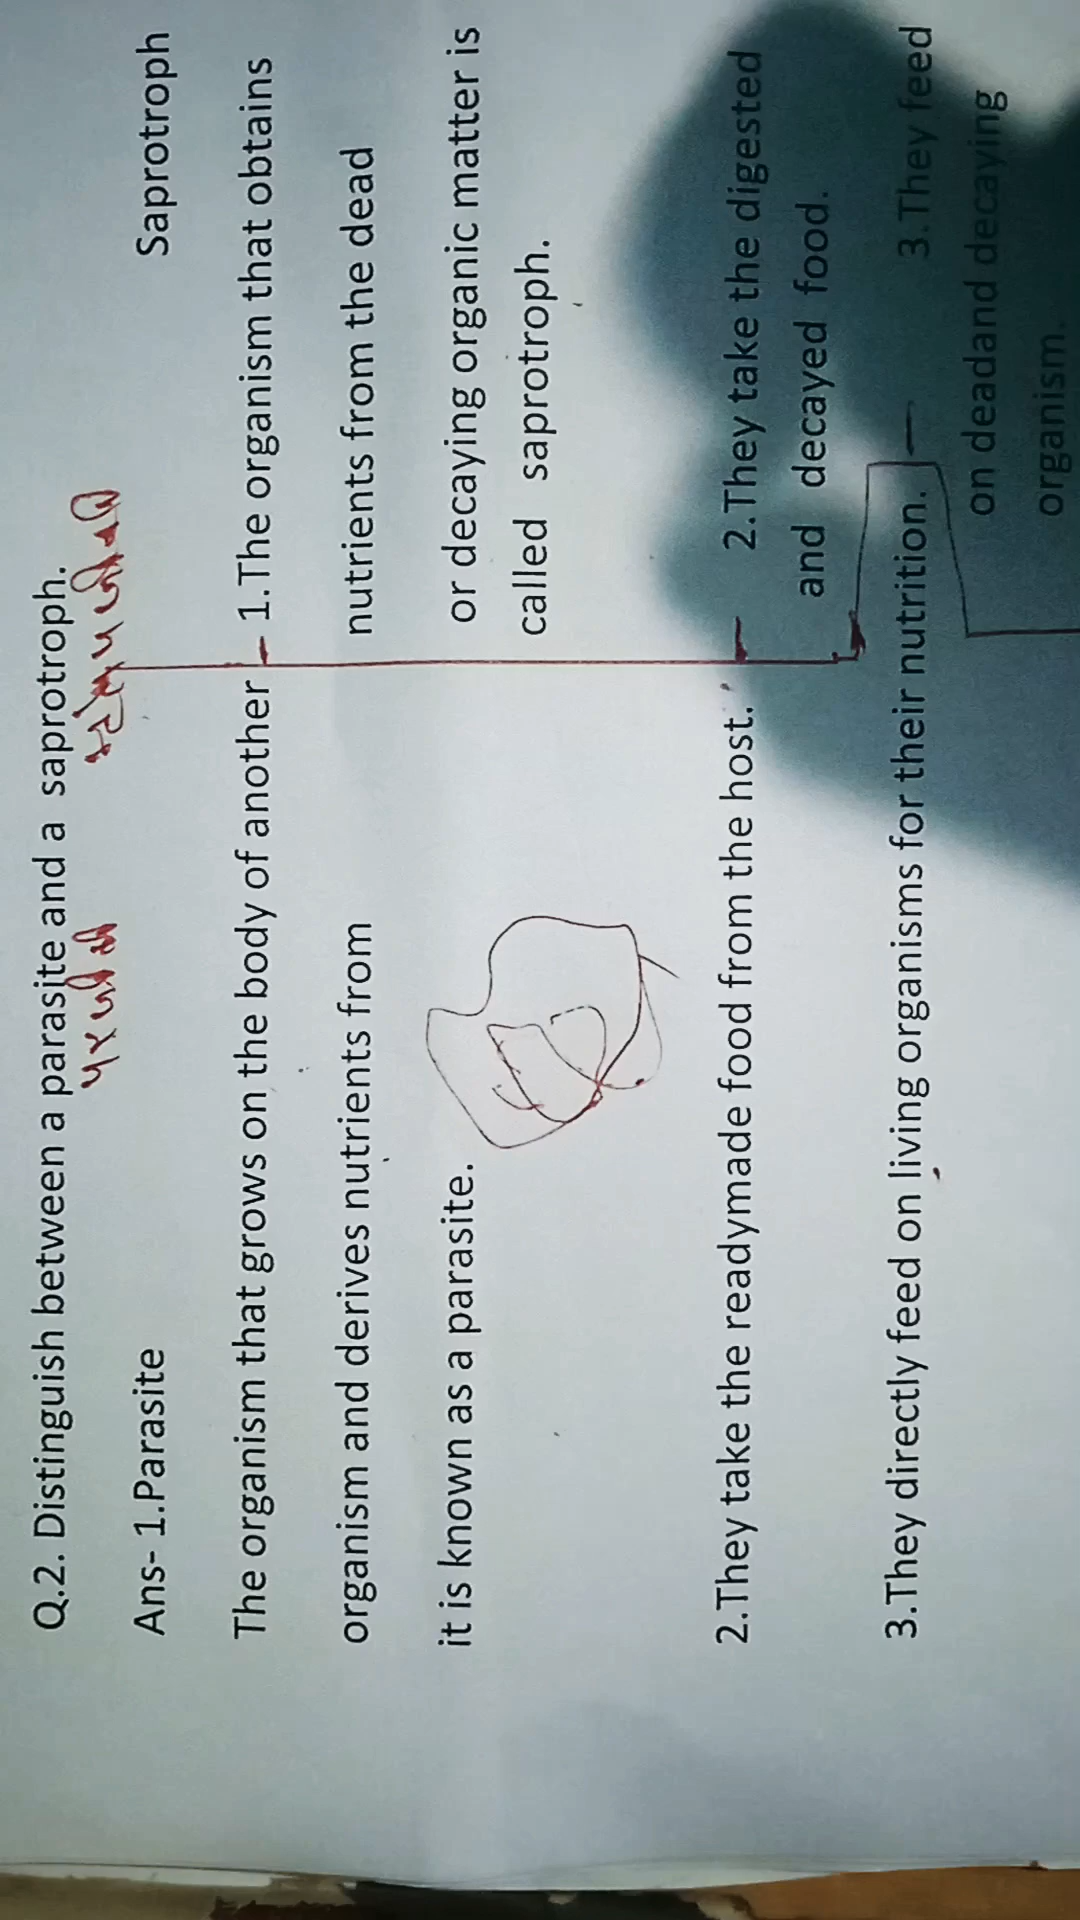 Q.2. Distinguish between a parasite and a saprotroph.
Ans- 1.Parasite
Saprotroph
The organism that grows on the body of another
1.The organism that obtains
organism and derives nutrients from
nutrients from the dead
it is known as a parasite.
or decaying organic matter is
called saprotroph.
2.They take the readymade food from the host.
2.They take the digested
and decayed food.
3.They directly feed on living organisms for their nutrition.
3.They feed
on deadand decaying
organism.